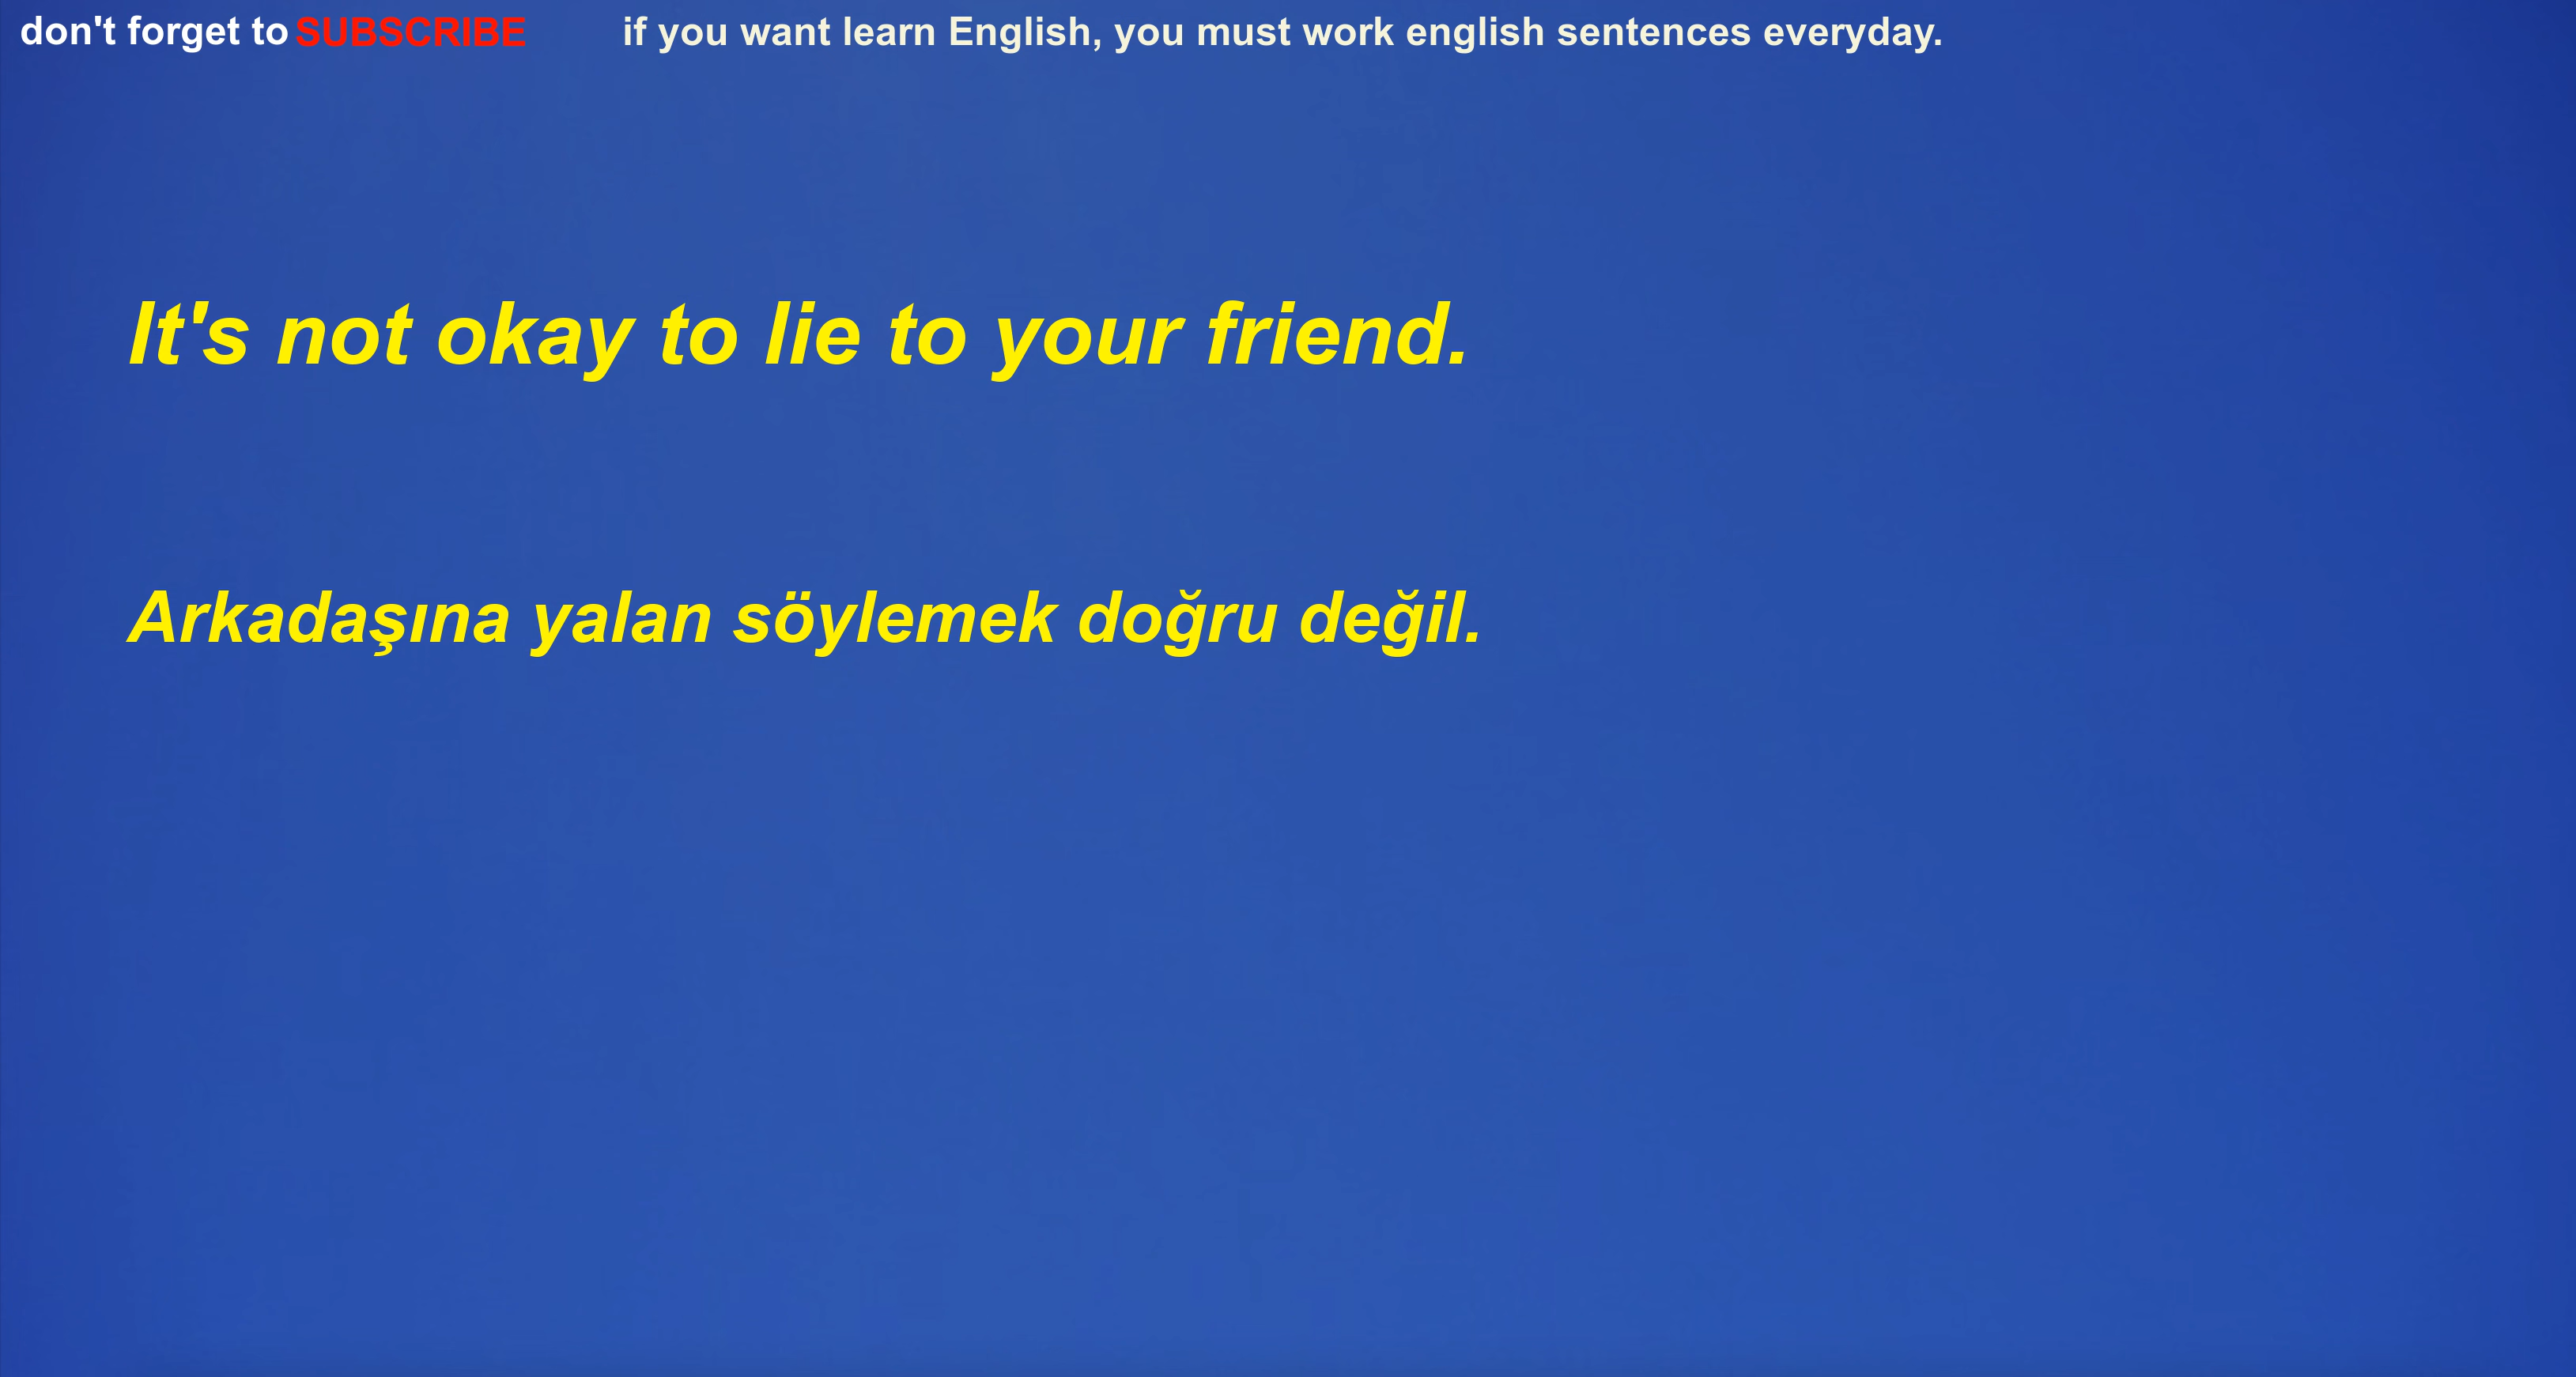 don't forget to SUBSCRIBE if you want learn English, you must work english sentences everyday.
It's not okay to lie to your friend.
Arkadaşına yalan söylemek doğru değil.